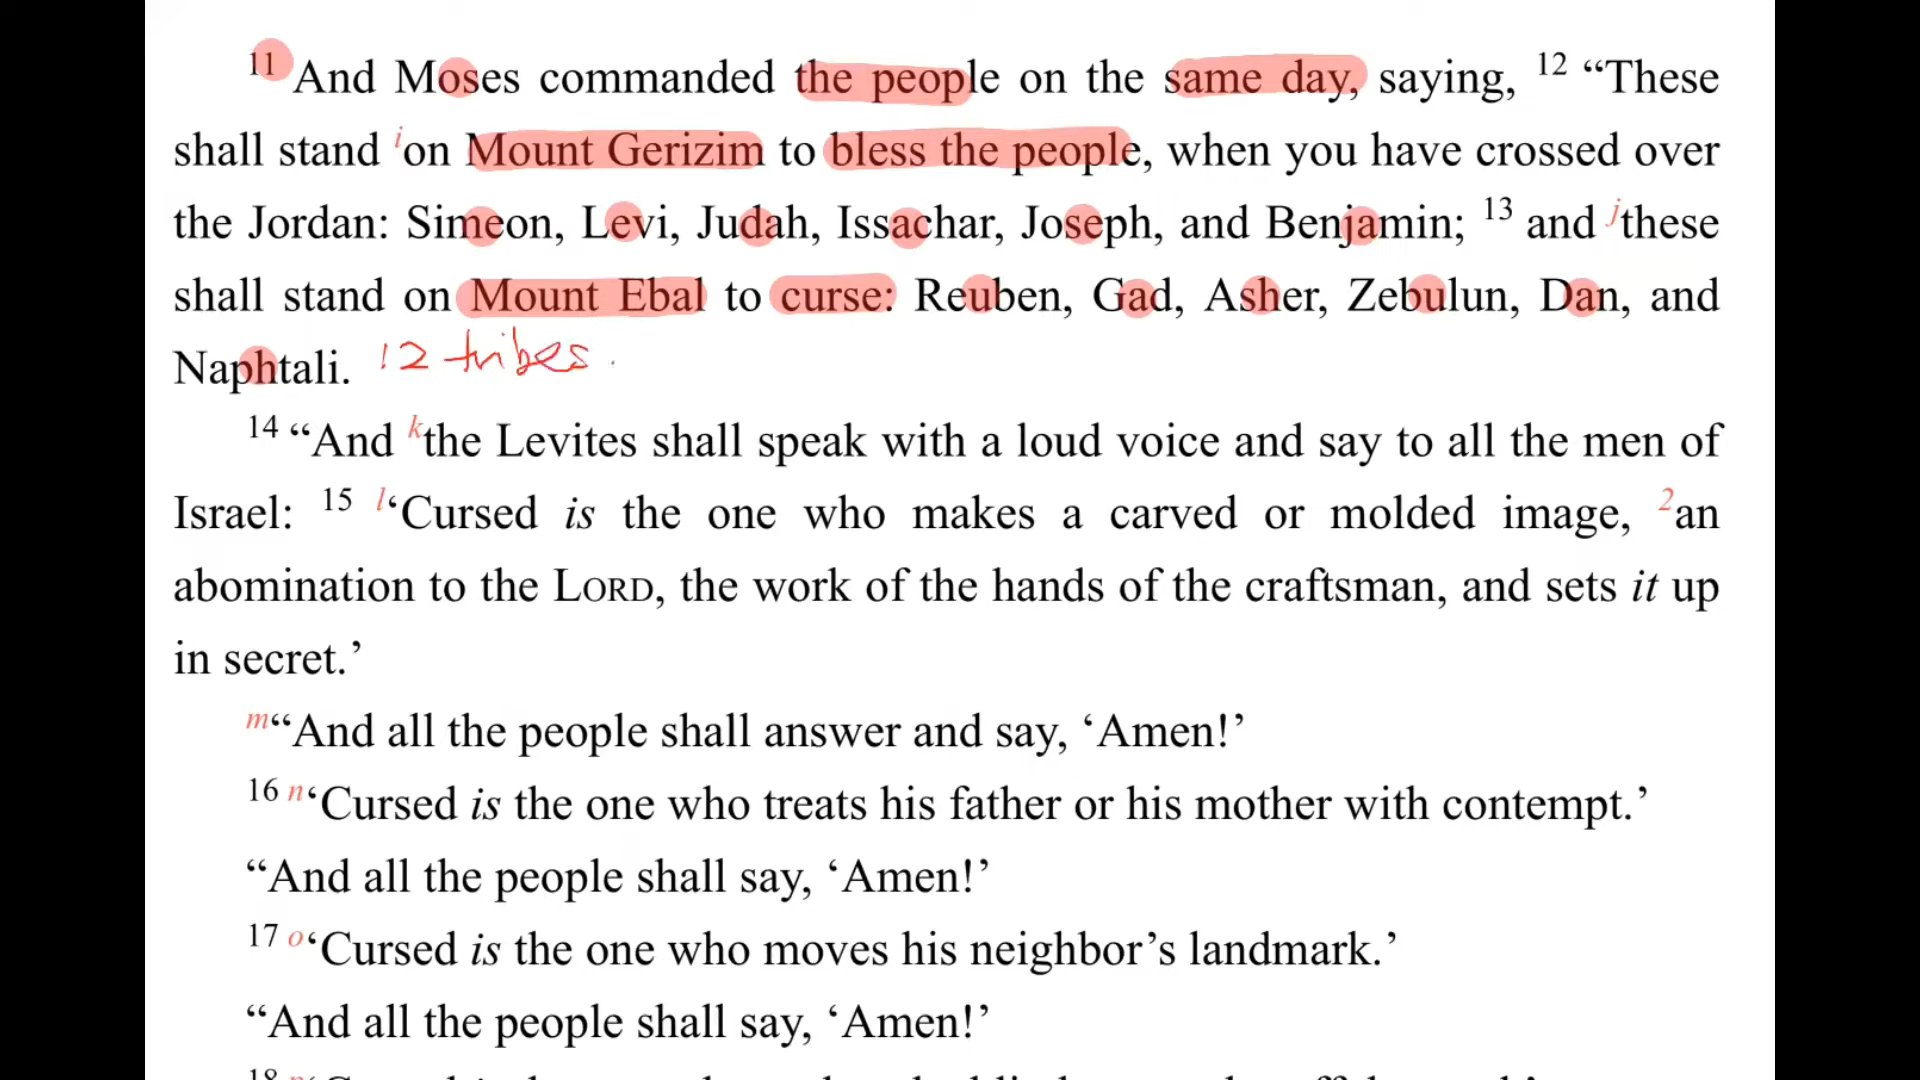 11 And Moses commanded the people on the same day, saying, 12 “These
shall stand i on Mount Gerizim to bless the people, when you have crossed over
the Jordan: Simeon, Levi, Judah, Issachar, Joseph, and Benjamin; 13 and j these
shall stand on Mount Ebal to curse: Reuben, Gad, Asher, Zebulun, Dan, and
Naphtali. 12 tribes
14 “And k the Levites shall speak with a loud voice and say to all the men of
Israel: 15 l ‘Cursed is the one who makes a carved or molded image, 2 an
abomination to the LORD, the work of the hands of the craftsman, and sets it up
in secret.’
m “And all the people shall answer and say, ‘Amen!’
16 n ‘Cursed is the one who treats his father or his mother with contempt.’
“And all the people shall say, ‘Amen!’
17 o ‘Cursed is the one who moves his neighbor’s landmark.’
“And all the people shall say, ‘Amen!’
18